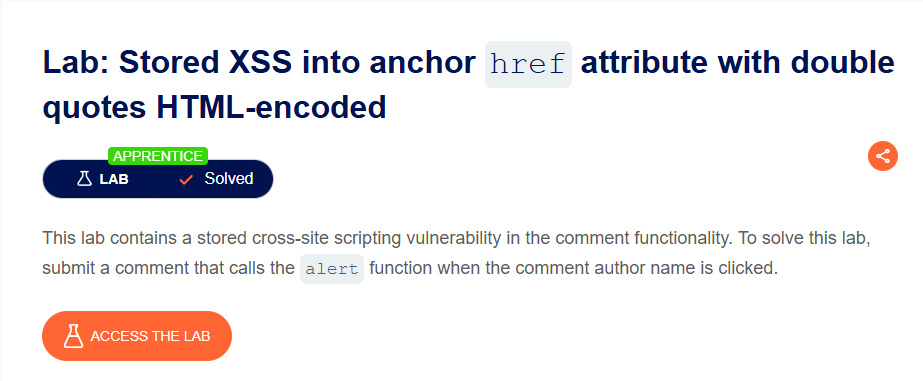 Lab: Stored XSS into anchor href attribute with double
quotes HTML-encoded
APPRENTICE
LAB Solved
This lab contains a stored cross-site scripting vulnerability in the comment functionality. To solve this lab,
submit a comment that calls the alert function when the comment author name is clicked.
ACCESS THE LAB